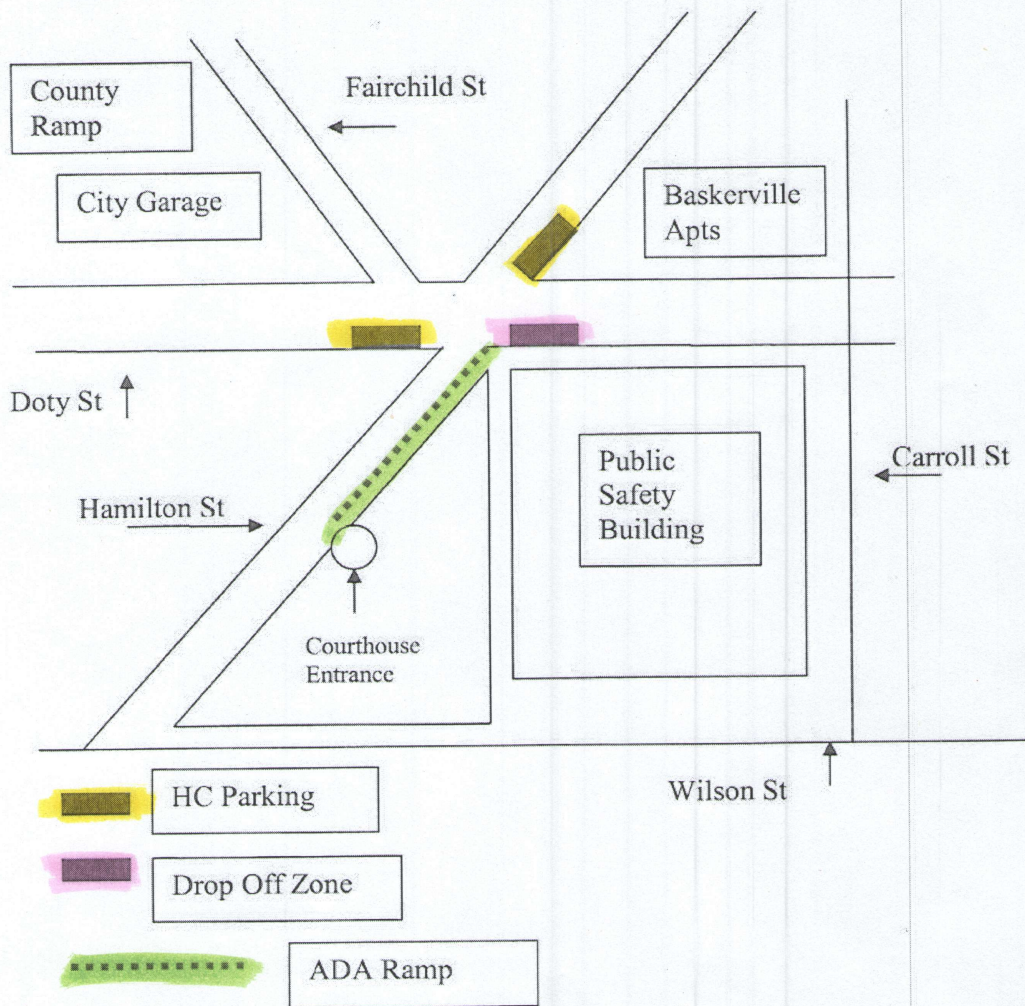 Fairchild St
County
Ramp
City Garage
Baskerville
Apts
Doty St
Hamilton St
Public
Safety
Building
Carroll St
Courthouse
Entrance
Wilson St
HC Parking
Drop Off Zone
ADA Ramp